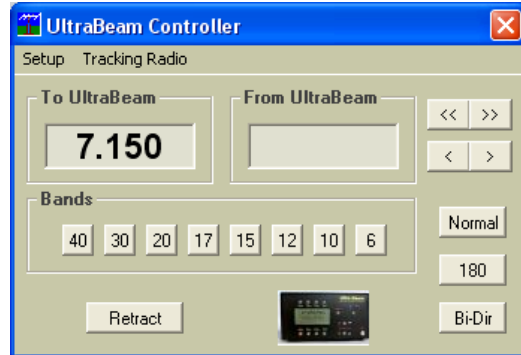 UltraBeam Controller
Setup Tracking Radio
To UltraBeam From UltraBeam
7.150
<< >>
< >
Bands
40 30 20 17 15 12 10 6
Normal
180
Retract
Bi-Dir